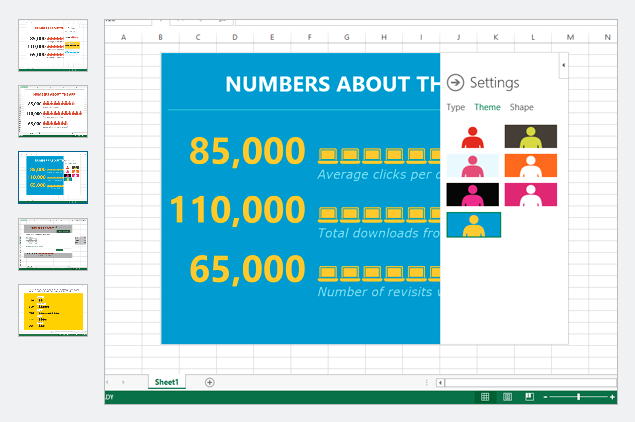 A B C D E F G H I J K L M N
NUMBERS ABOUT TH
Settings
Type Theme Shape
85,000
Average clicks per
110,000
Total downloads fro
65,000
Number of revisits
Sheet1
DY